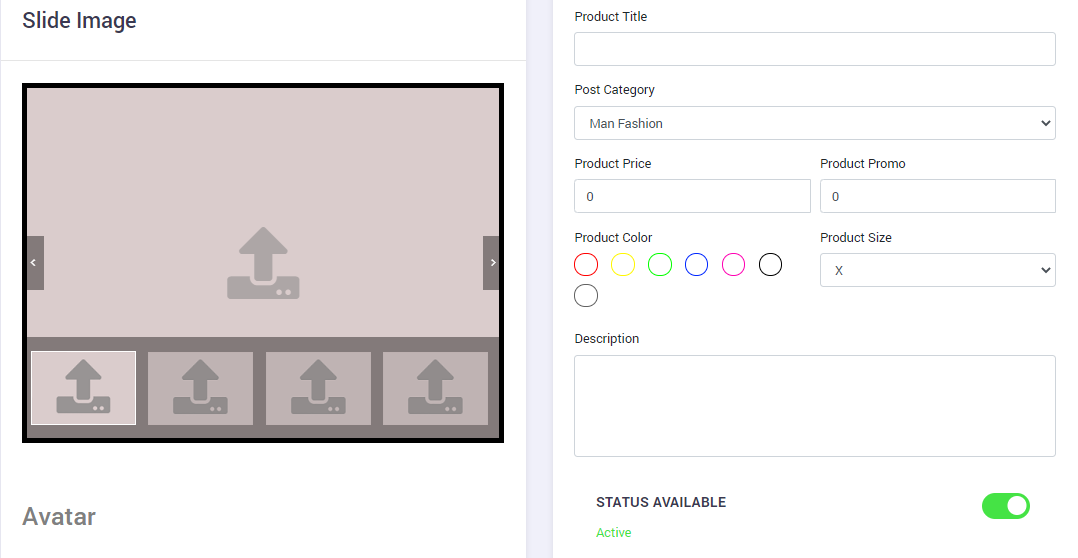 Slide Image
Avatar
Product Title
Post Category
Man Fashion
Product Price
Product Promo
0
0
Product Color
Product Size
X
Description
STATUS AVAILABLE
Active